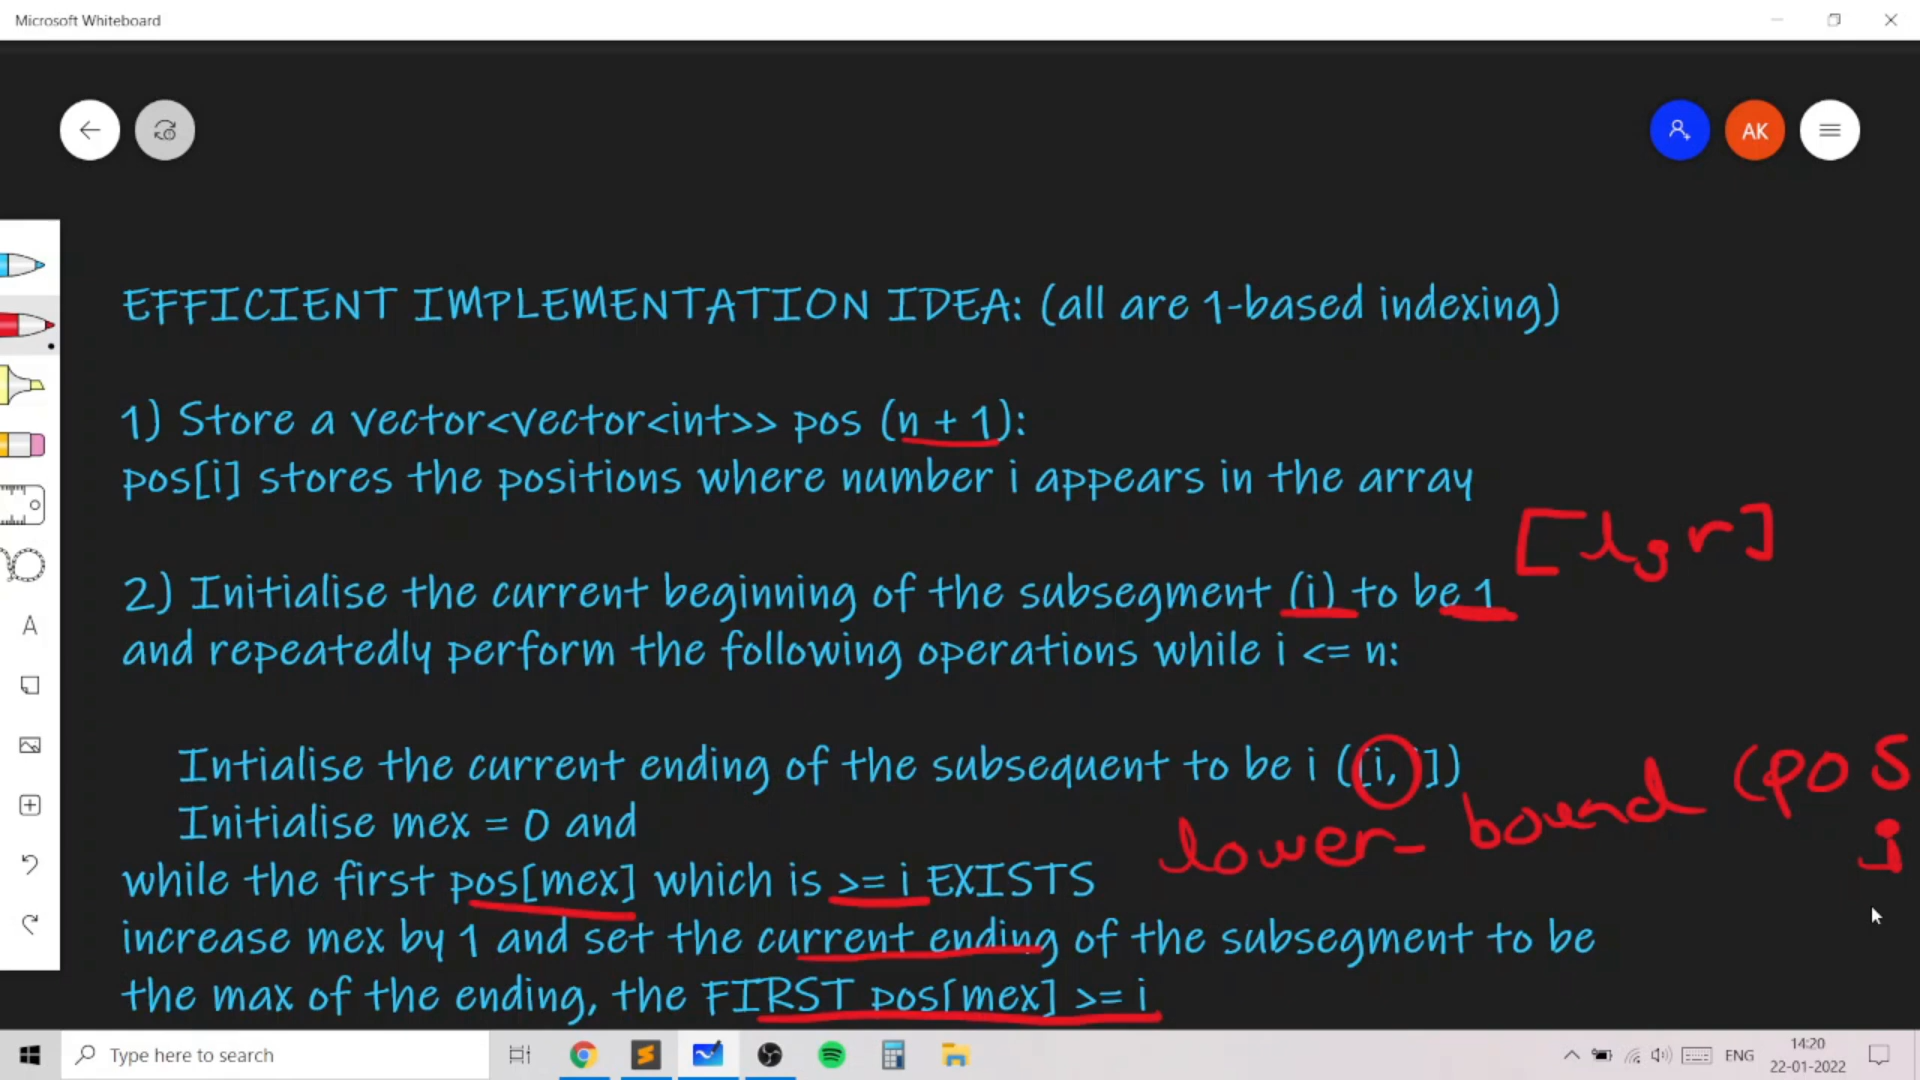 Microsoft Whiteboard
AK
EFFICIENT IMPLEMENTATION IDEA: (all are 1-based indexing)
1) Store a vector<vector<int>> pos (n + 1):
pos[i] stores the positions where number i appears in the array
[l, r]
2) Initialise the current beginning of the subsegment (i) to be 1
and repeatedly perform the following operations while i <= n:
Intialise the current ending of the subsequent to be i ([i, ])
lower_bound (pos
i
Initialise mex = 0 and
while the first pos[mex] which is >= i EXISTS
increase mex by 1 and set the current ending of the subsegment to be
the max of the ending, the FIRST pos[mex] >= i
Type here to search
ENG
14:20
22-01-2022